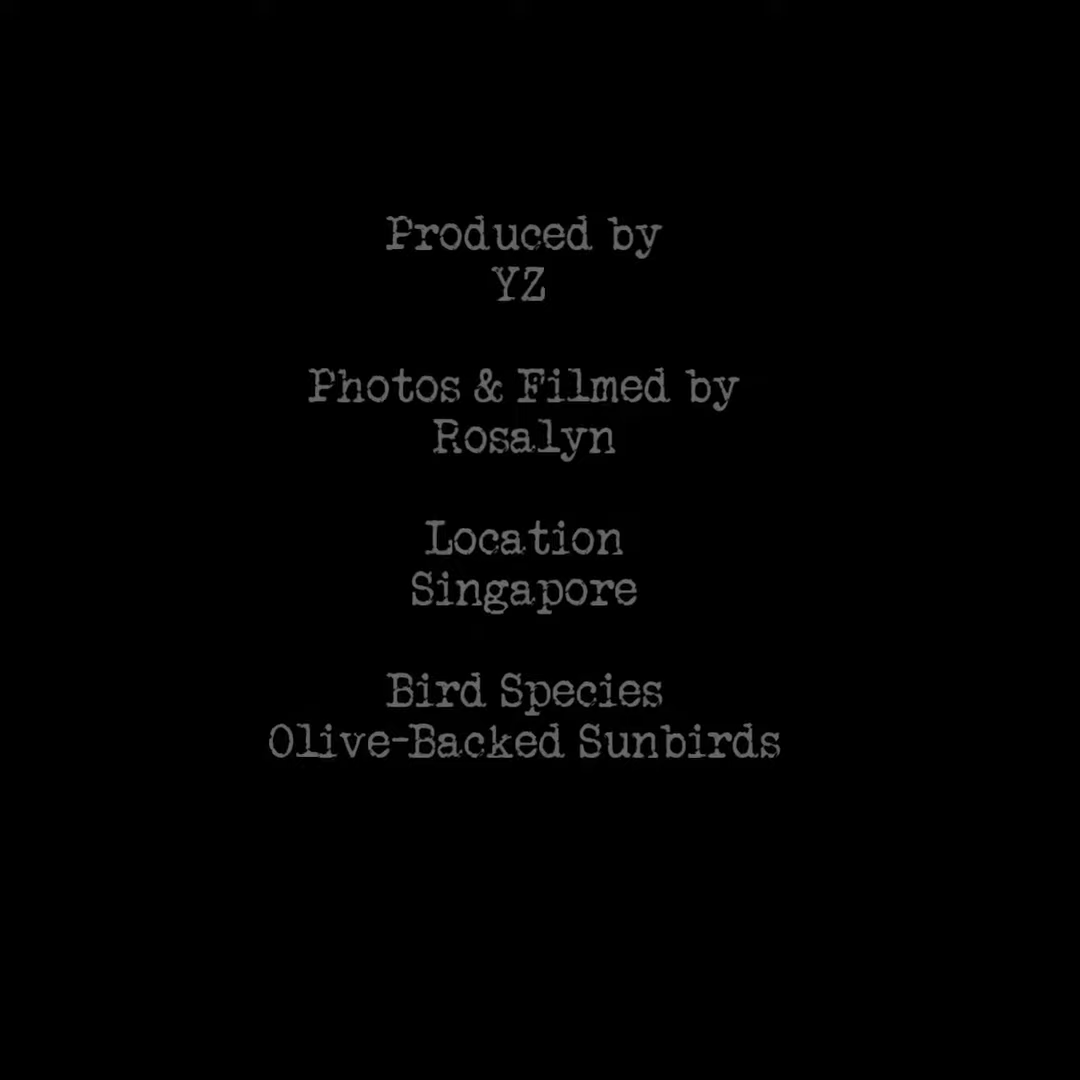 Produced by
YZ
Photos & Filmed by
Rosalyn
Location
Singapore
Bird Species
Olive-Backed Sunbirds